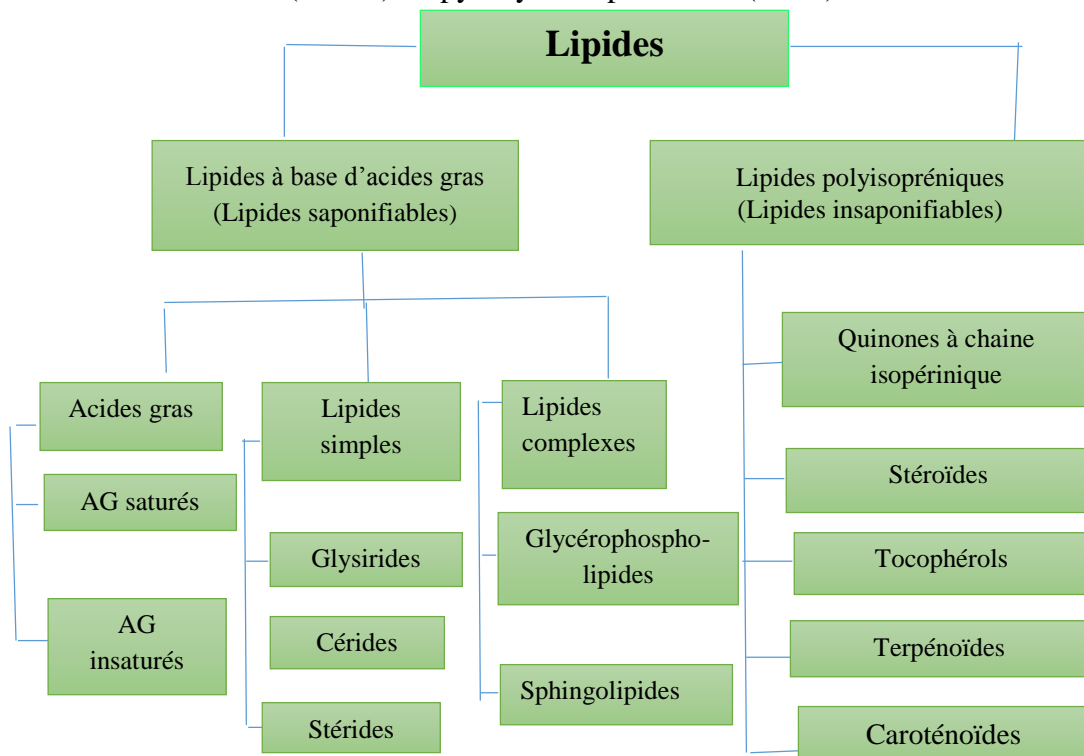 Lipides
Lipides à base d'acides gras
(Lipides saponifiables)
Lipides polyisopréniques
(Lipides insaponifiables)
Acides gras
AG saturés
AG
insaturés
Lipides
simples
Glysirides
Cérides
Stérides
Lipides
complexes
Glycérophospho-
lipides
Sphingolipides
Quinones à chaine
isopérinique
Stéroïdes
Tocophérols
Terpénoïdes
Caroténoïdes